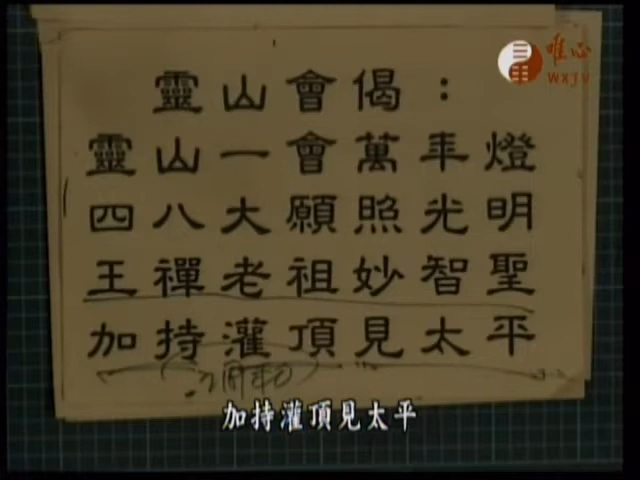 唯心
WXTV
靈山會偈：
靈山一會萬年燈
四八大願照光明
王禪老祖妙智聖
加持灌頂見太平
加持灌頂見太平